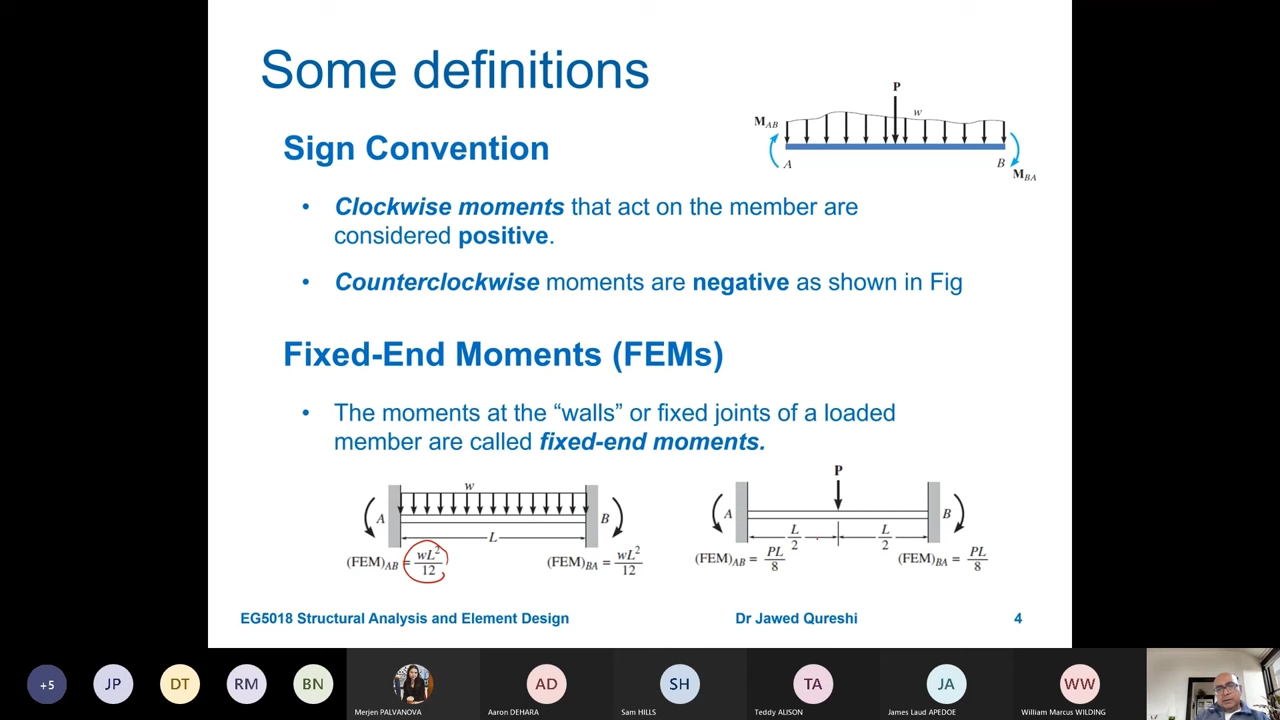 Some definitions
P
w
M_AB
A
B
M_BA
Sign Convention
• Clockwise moments that act on the member are
considered positive.
• Counterclockwise moments are negative as shown in Fig
Fixed-End Moments (FEMs)
• The moments at the “walls” or fixed joints of a loaded
member are called fixed-end moments.
w
A
B
L
(FEM)_AB = wL²/12
(FEM)_BA = wL²/12
P
A
B
L/2
L/2
(FEM)_AB = PL/8
(FEM)_BA = PL/8
EG5018 Structural Analysis and Element Design
Dr Jawed Qureshi
4
+5
JP
DT
RM
BN
Merjen PALVANOVA
AD
Aaron DEHARA
SH
Sam HILLS
TA
Teddy ALISON
JA
James Laud APEDOE
WW
William Marcus WILDING